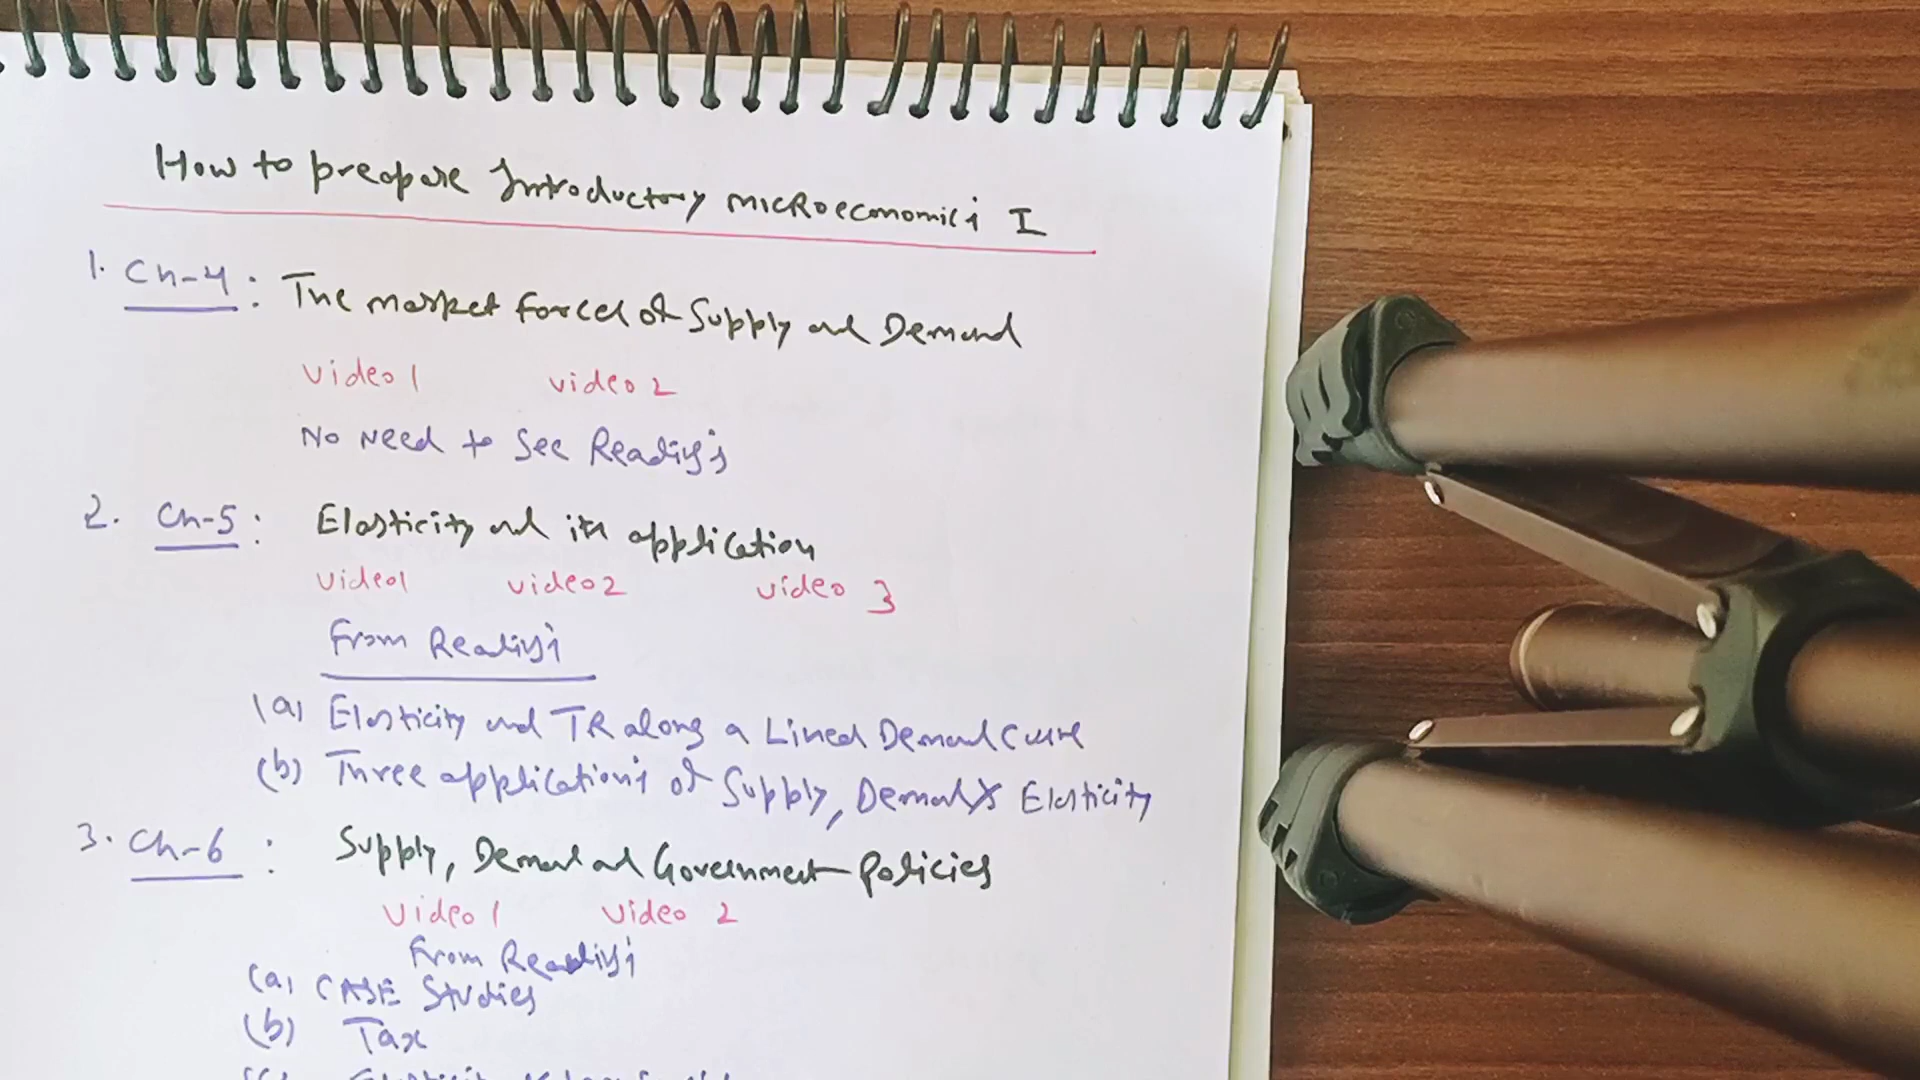 How to preapare Introductory microeconomics I
1. Ch-4: The market forces of Supply and Demand
video 1 video 2
No Need to See Readings
2. Ch-5: Elasticity and its application
video1 video2 video 3
From Readings
(a) Elasticity and TR along a Linear Demand Curve
(b) Three applications of Supply, Demand & Elasticity
3. Ch-6: Supply, Demand and Government Policies
Video 1 Video 2
From Readings
(a) CASE Studies
(b) Tax